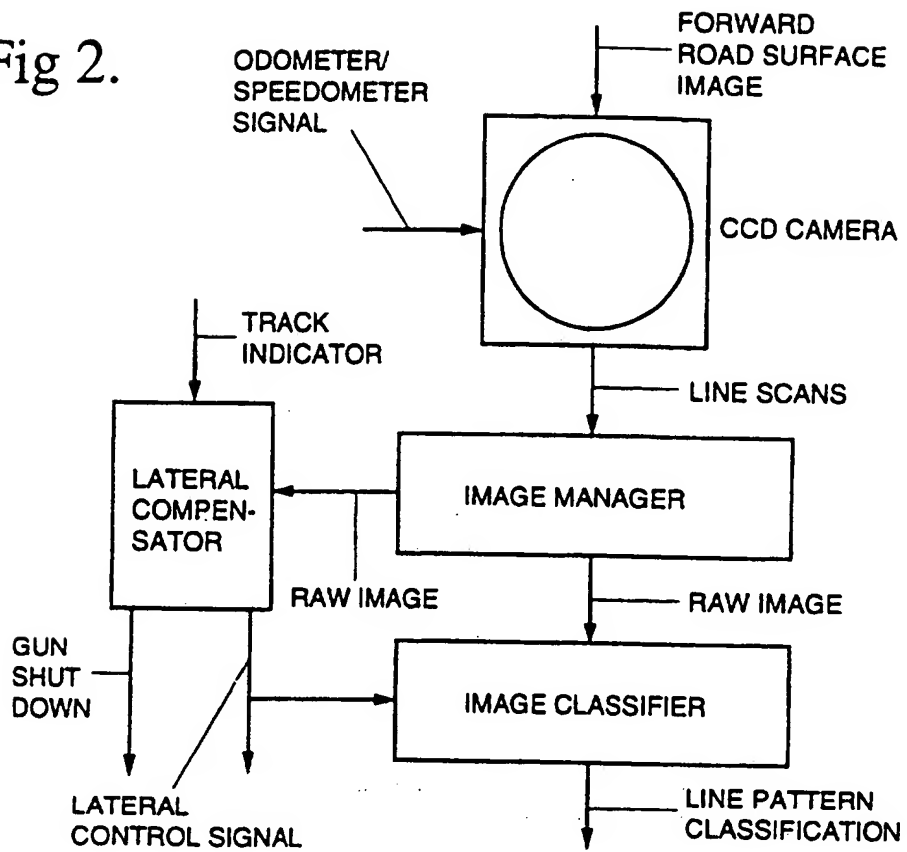 Fig 2.
FORWARD
ROAD SURFACE
IMAGE
ODOMETER/
SPEEDOMETER
SIGNAL
CCD CAMERA
TRACK
INDICATOR
LINE SCANS
LATERAL
COMPEN-
SATOR
IMAGE MANAGER
RAW IMAGE
RAW IMAGE
GUN
SHUT
DOWN
IMAGE CLASSIFIER
LATERAL
CONTROL SIGNAL
LINE PATTERN
CLASSIFICATION